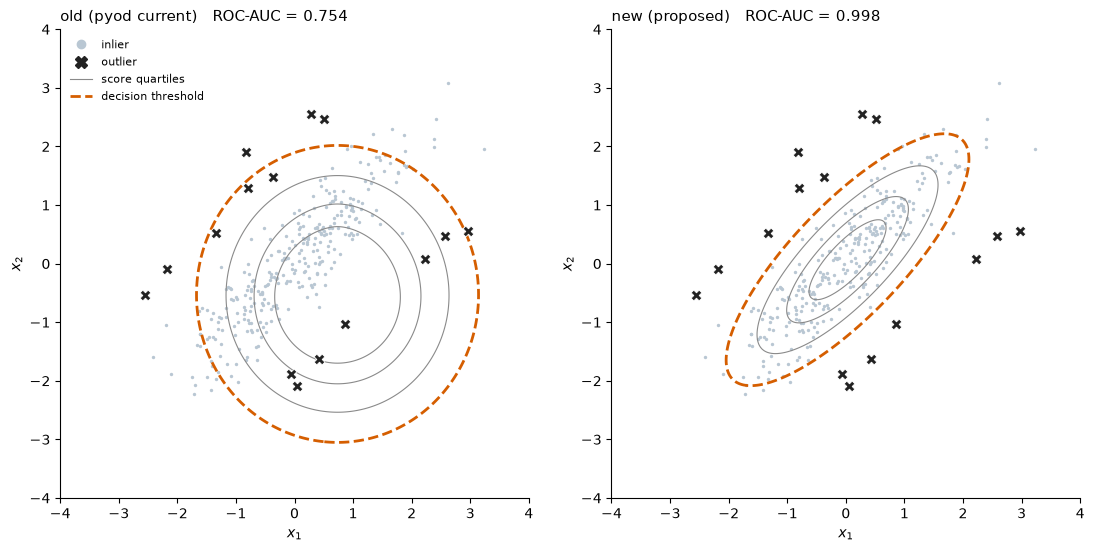 old (pyod current)   ROC-AUC = 0.754
inlier
outlier
score quartiles
decision threshold
4
3
2
1
0
−1
−2
−3
−4
x₂
−4 −3 −2 −1 0 1 2 3 4
x₁
new (proposed)   ROC-AUC = 0.998
4
3
2
1
0
−1
−2
−3
−4
x₂
−4 −3 −2 −1 0 1 2 3 4
x₁